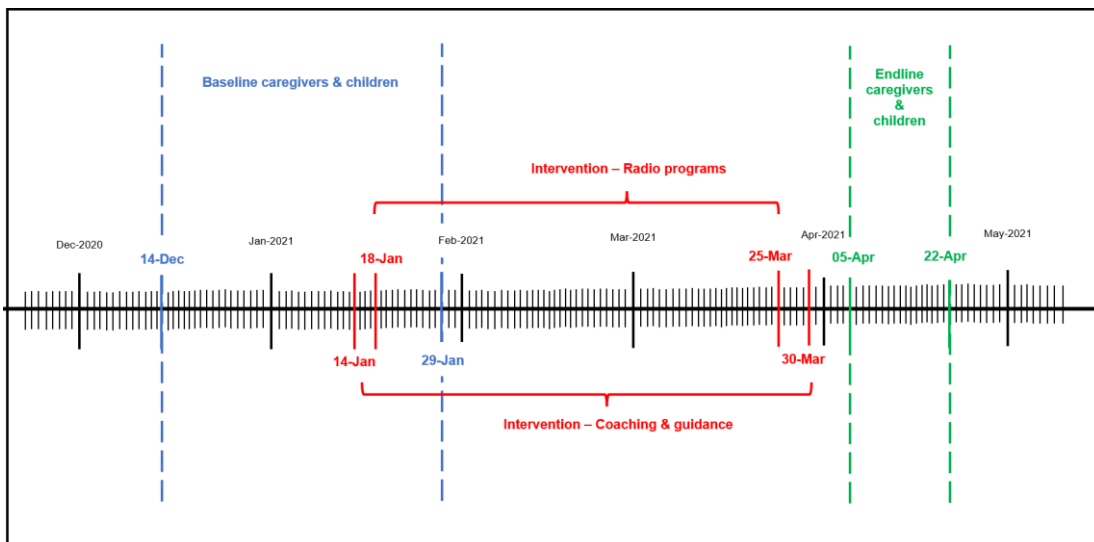 Baseline caregivers & children
Endline
caregivers
&
children
Intervention – Radio programs
Dec-2020
Jan-2021
Feb-2021
Mar-2021
Apr-2021
May-2021
14-Dec
18-Jan
25-Mar
05-Apr
22-Apr
14-Jan
29-Jan
30-Mar
Intervention – Coaching & guidance